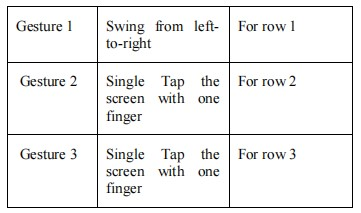 Gesture 1 Swing from left- For row 1
to-right
Gesture 2 Single Tap the For row 2
screen with one
finger
Gesture 3 Single Tap the For row 3
screen with one
finger